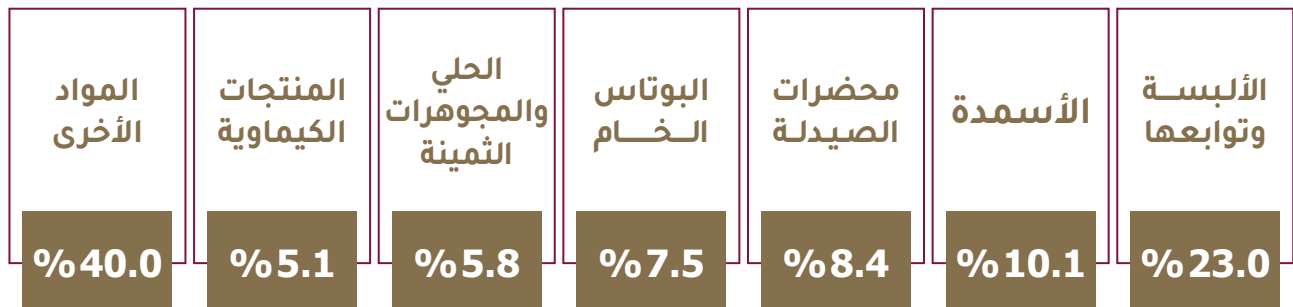 الألبسة
وتوابعها
%23.0
الأسمدة
%10.1
محضرات
الصيدلة
%8.4
البوتاس
الخام
%7.5
الحلي
والمجوهرات
الثمينة
%5.8
المنتجات
الكيماوية
%5.1
المواد
الأخرى
%40.0